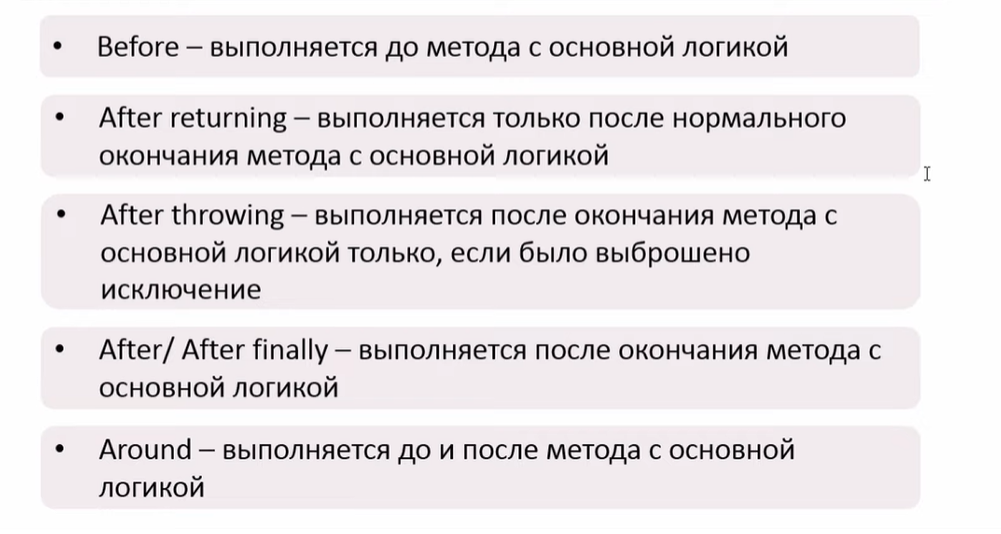 • Before – выполняется до метода с основной логикой
• After returning – выполняется только после нормального
окончания метода с основной логикой
• After throwing – выполняется после окончания метода с
основной логикой только, если было выброшено
исключение
• After/ After finally – выполняется после окончания метода с
основной логикой
• Around – выполняется до и после метода с основной
логикой